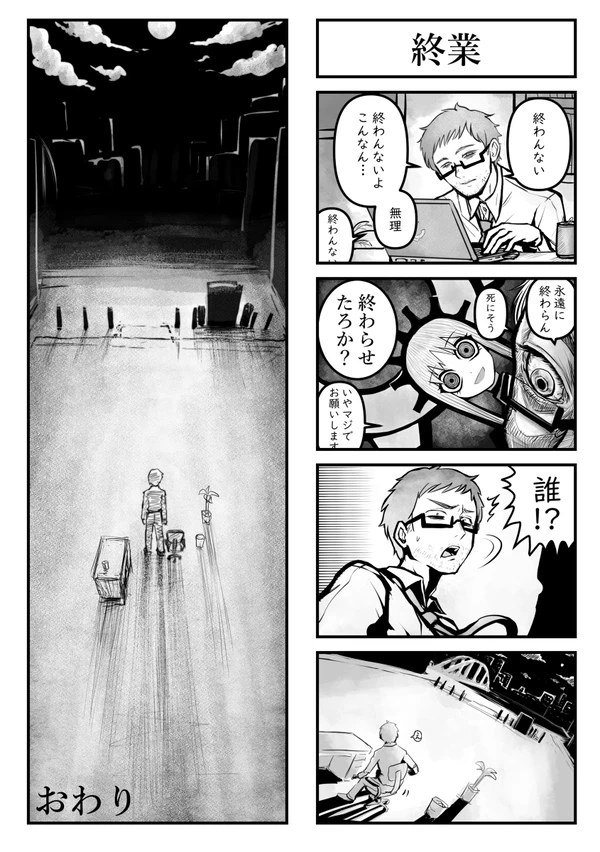 終業
終わんない
終わんないよ
こんなん…
無理
終わんない
永遠に
終わらん
死にそう
終わらせ
たろか？
いやマジで
お願いします
誰!?
おわり